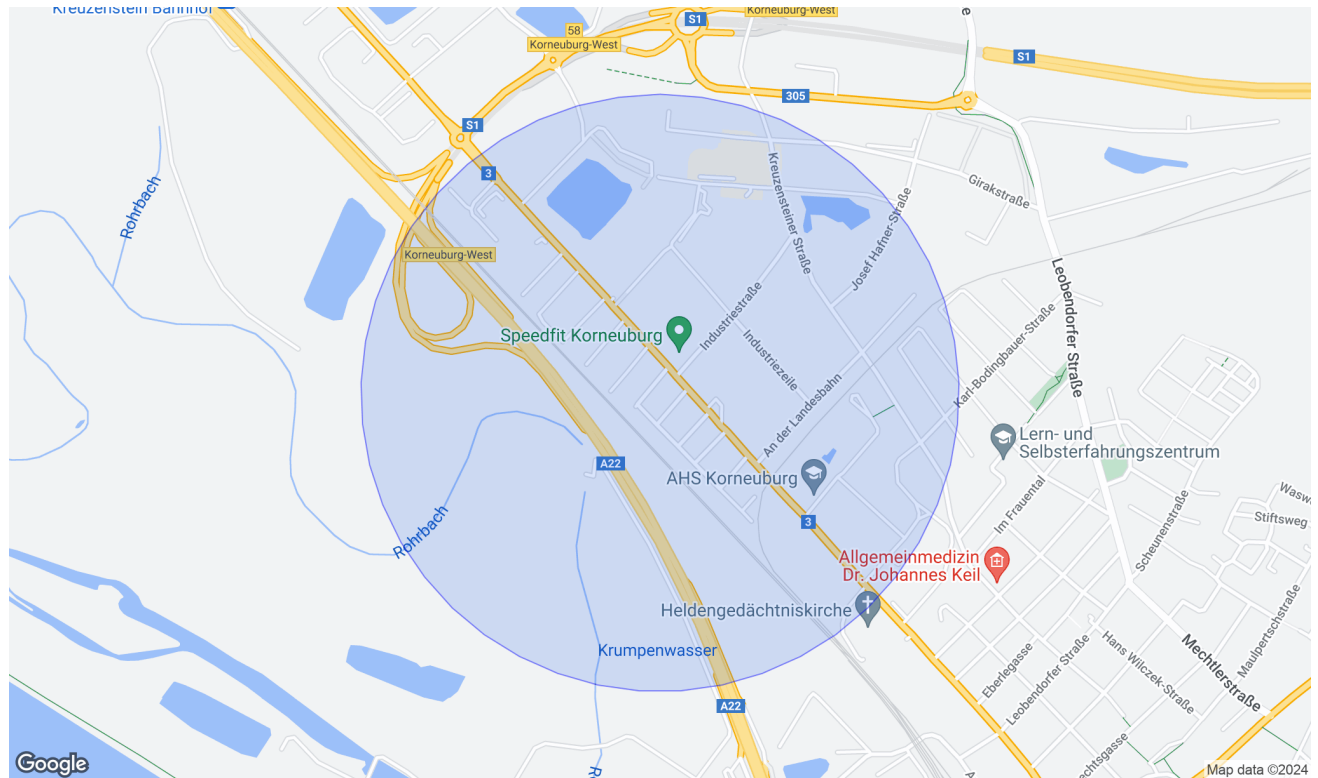 Kreuzenstein Bahnhof
S1
Korneuburg-West
58
Korneuburg-West
e
S1
305
S1
3
Girakstraße
Rohrbach
Kreuzensteiner Straße
Josef Hafner-Straße
Korneuburg-West
Leobendorfer Straße
Speedfit Korneuburg
Industriestraße
Industriezeile
Karl-Bodingbauer-Straße
An der Landesbahn
Lern- und
Selbsterfahrungszentrum
A22
AHS Korneuburg
Im Frauental
Scheunenstraße
Stiftsweg
3
Rohrbach
Allgemeinmedizin
Dr. Johannes Keil
Heldengedächtniskirche
Krumpenwasser
Eberlegasse
Leobendorfer Straße
Hans Wilczek-Straße
Maulpertschstraße
Mechtlerstraße
A22
Google
Map data ©2024